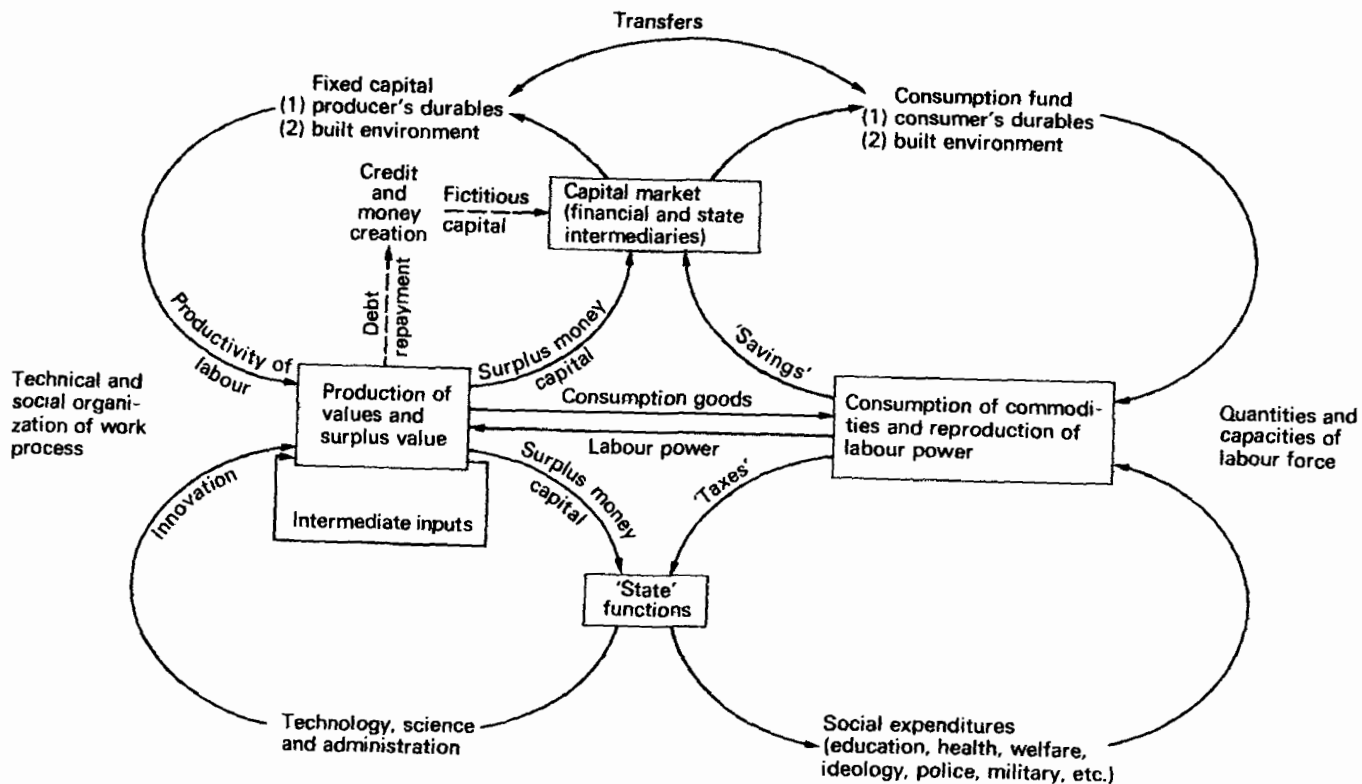 Transfers
Fixed capital
(1) producer's durables
(2) built environment
Consumption fund
(1) consumer's durables
(2) built environment
Credit
and
money
creation
Fictitious
capital
Capital market
(financial and state
intermediaries)
Debt
repayment
Productivity of
labour
Surplus money
capital
'Savings'
Technical and
social organi-
zation of work
process
Production of
values and
surplus value
Consumption goods
Labour power
Consumption of commodi-
ties and reproduction of
labour power
Quantities and
capacities of
labour force
Innovation
Intermediate inputs
Surplus money
capital
'Taxes'
'State'
functions
Technology, science
and administration
Social expenditures
(education, health, welfare,
ideology, police, military, etc.)